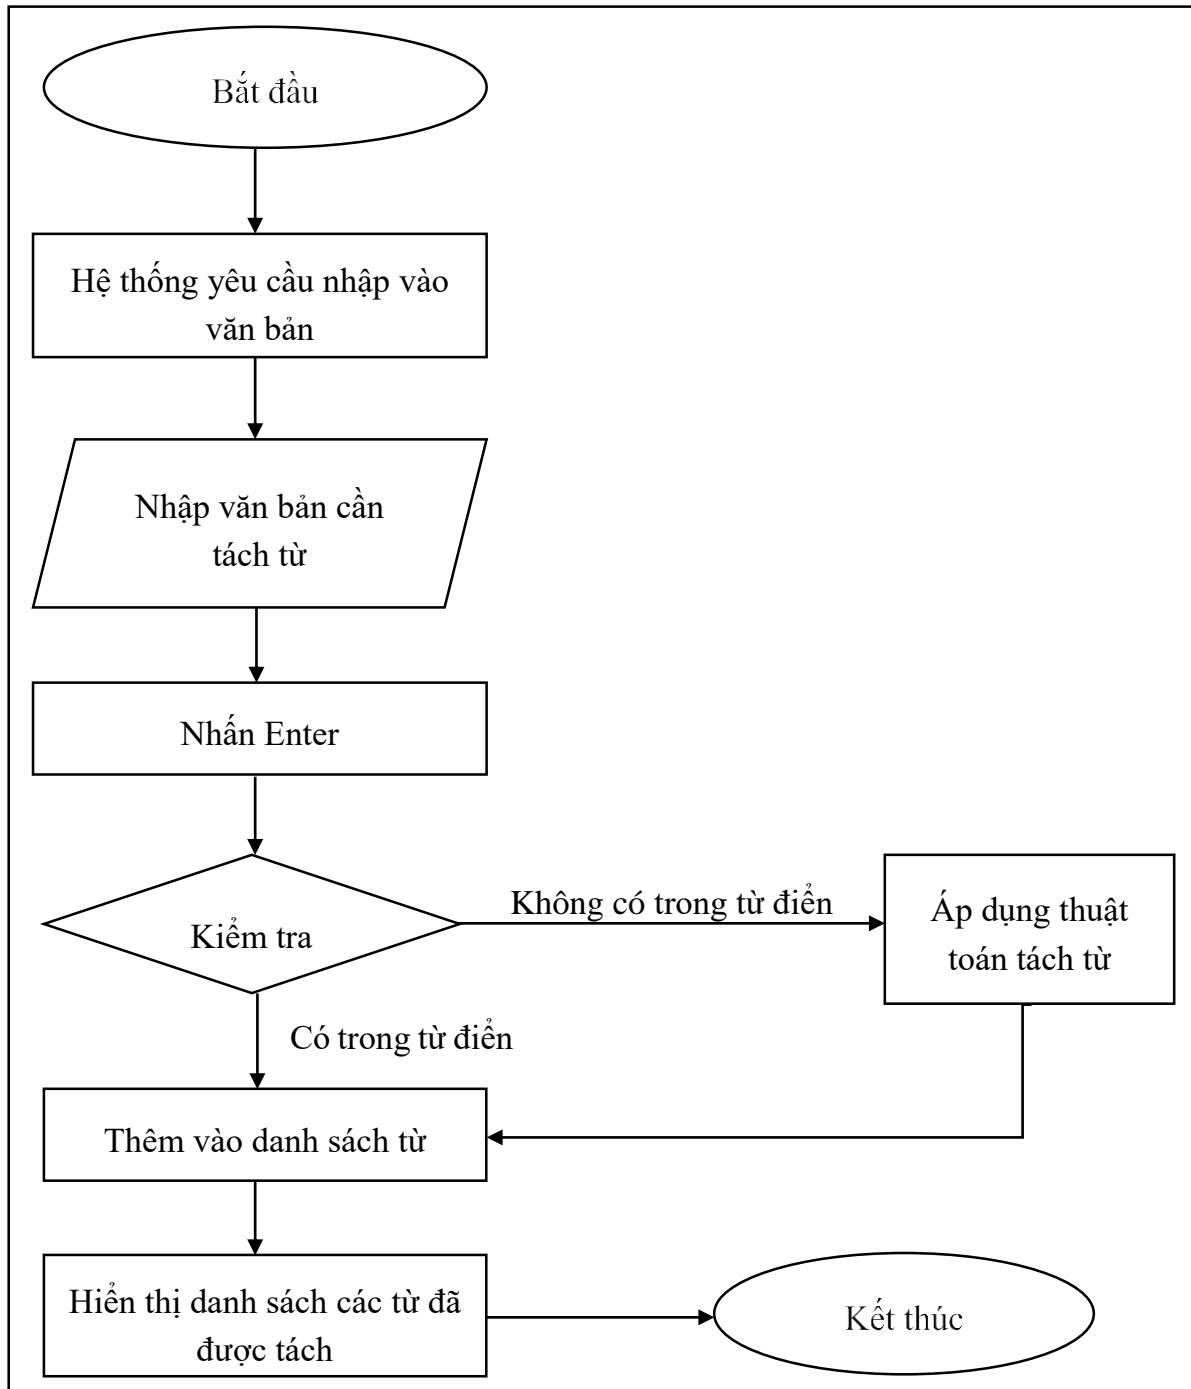 Bắt đầu
Hệ thống yêu cầu nhập vào
văn bản
Nhập văn bản cần
tách từ
Nhấn Enter
Kiểm tra
Không có trong từ điển
Áp dụng thuật
toán tách từ
Có trong từ điển
Thêm vào danh sách từ
Hiển thị danh sách các từ đã
được tách
Kết thúc